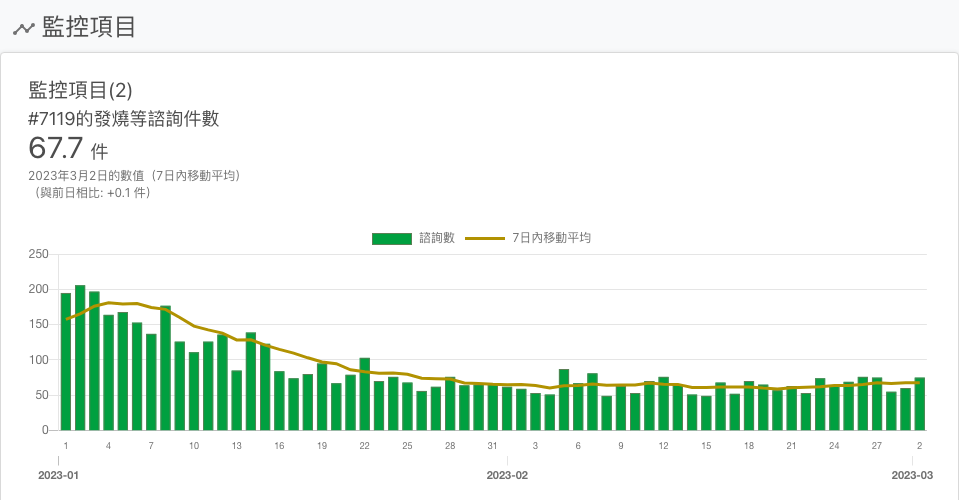 監控項目
監控項目(2)
#7119的發燒等諮詢件數
67.7 件
2023年3月2日的數值（7日內移動平均）
（與前日相比: +0.1 件）
諮詢數 7日內移動平均
250
200
150
100
50
0
1 4 7 10 13 16 19 22 25 28 31 3 6 9 12 15 18 21 24 27 2
2023-01 2023-02 2023-03